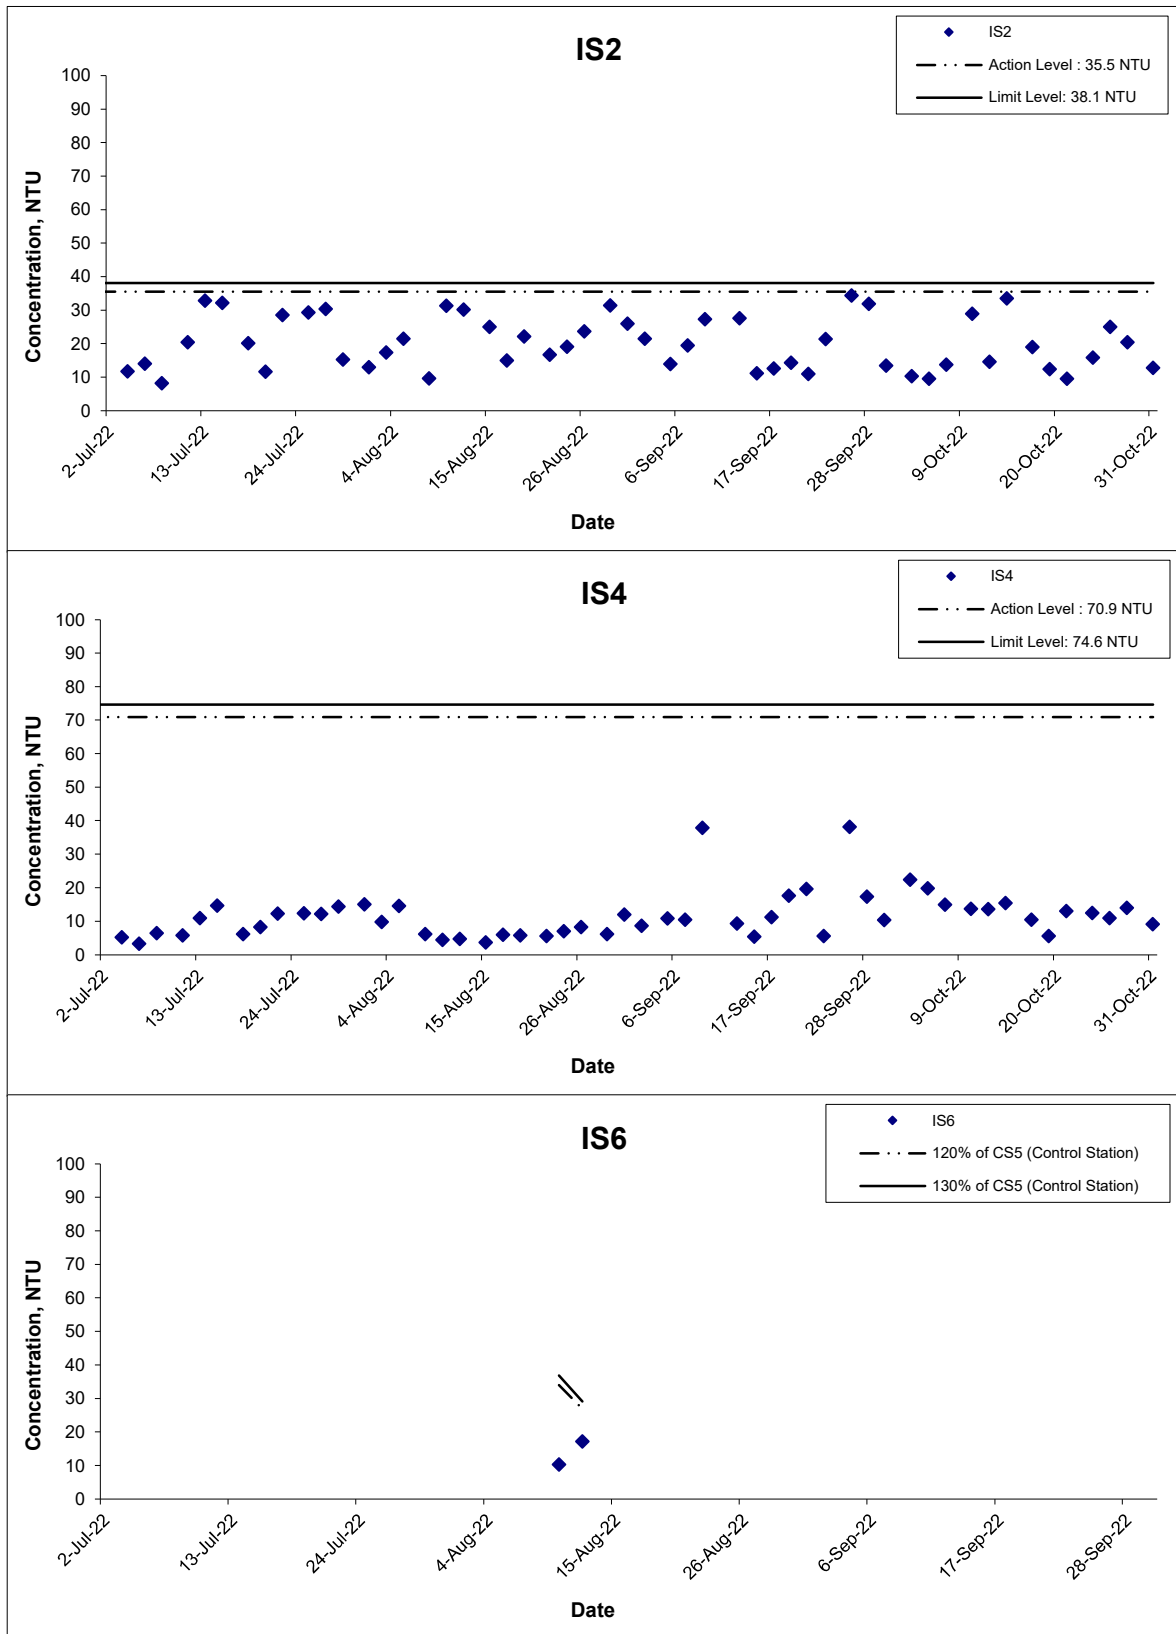 IS2
IS2
Action Level : 35.5 NTU
Limit Level: 38.1 NTU
Concentration, NTU
100
90
80
70
60
50
40
30
20
10
0
2-Jul-22
13-Jul-22
24-Jul-22
4-Aug-22
15-Aug-22
26-Aug-22
6-Sep-22
17-Sep-22
28-Sep-22
9-Oct-22
20-Oct-22
31-Oct-22
Date
IS4
IS4
Action Level : 70.9 NTU
Limit Level: 74.6 NTU
Concentration, NTU
100
90
80
70
60
50
40
30
20
10
0
2-Jul-22
13-Jul-22
24-Jul-22
4-Aug-22
15-Aug-22
26-Aug-22
6-Sep-22
17-Sep-22
28-Sep-22
9-Oct-22
20-Oct-22
31-Oct-22
Date
IS6
IS6
120% of CS5 (Control Station)
130% of CS5 (Control Station)
Concentration, NTU
100
90
80
70
60
50
40
30
20
10
0
2-Jul-22
13-Jul-22
24-Jul-22
4-Aug-22
15-Aug-22
26-Aug-22
6-Sep-22
17-Sep-22
28-Sep-22
Date